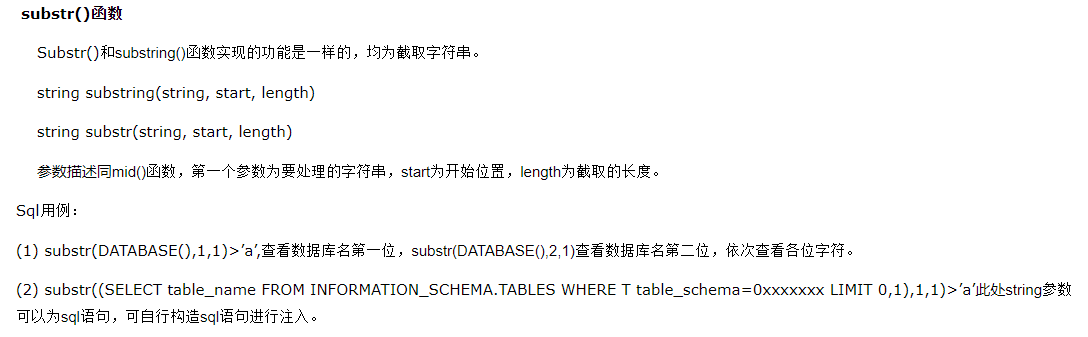 substr()函数
Substr()和substring()函数实现的功能是一样的，均为截取字符串。
string substring(string, start, length)
string substr(string, start, length)
参数描述同mid()函数，第一个参数为要处理的字符串，start为开始位置，length为截取的长度。
Sql用例：
(1) substr(DATABASE(),1,1)>’a’,查看数据库名第一位，substr(DATABASE(),2,1)查看数据库名第二位，依次查看各位字符。
(2) substr((SELECT table_name FROM INFORMATION_SCHEMA.TABLES WHERE T table_schema=0xxxxxxx LIMIT 0,1),1,1)>’a’此处string参数
可以为sql语句，可自行构造sql语句进行注入。